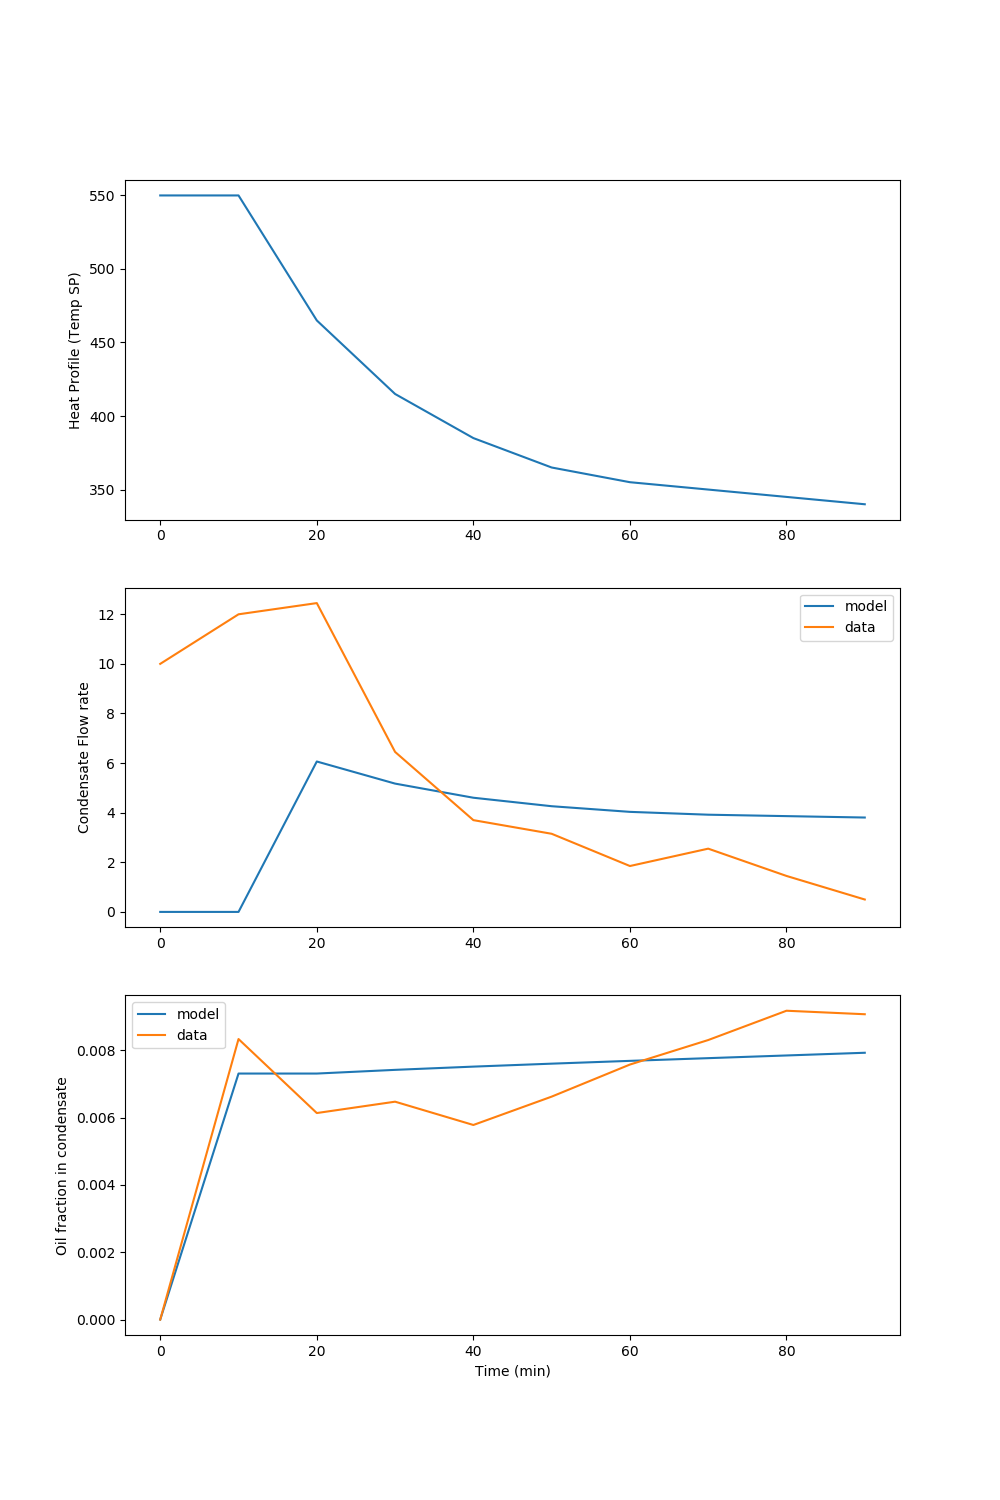 550
500
450
400
350
Heat Profile (Temp SP)
0 20 40 60 80
12
10
8
6
4
2
0
Condensate Flow rate
model
data
0 20 40 60 80
0.008
0.006
0.004
0.002
0.000
Oil fraction in condensate
model
data
0 20 40 60 80
Time (min)